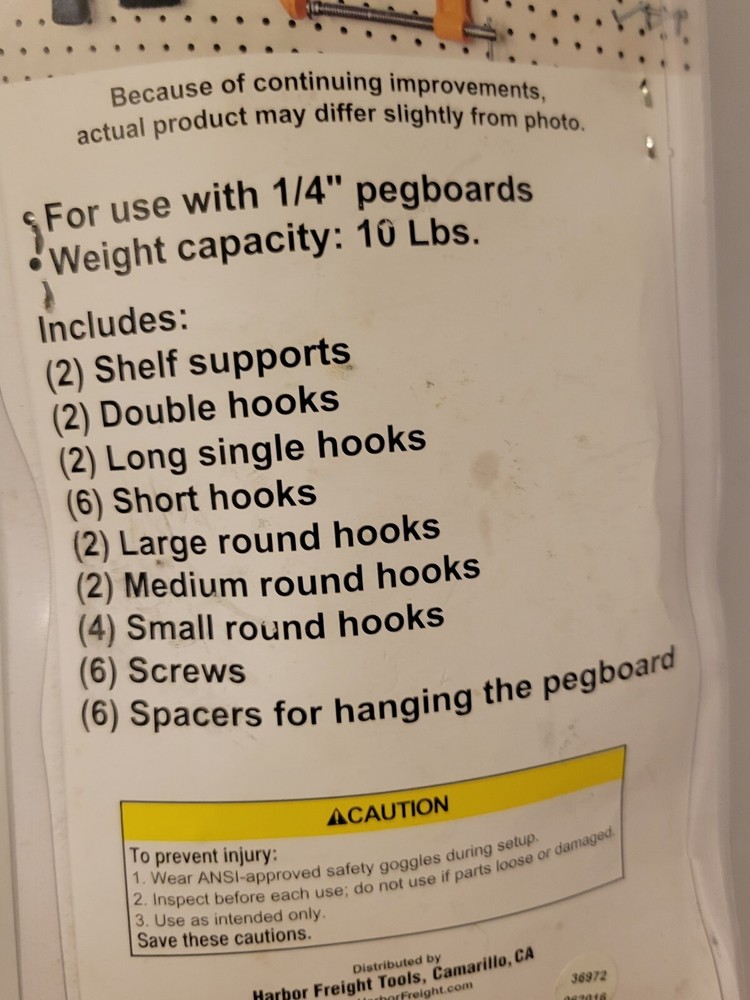 Because of continuing improvements,
actual product may differ slightly from photo.
For use with 1/4" pegboards
• Weight capacity: 10 Lbs.
Includes:
(2) Shelf supports
(2) Double hooks
(2) Long single hooks
(6) Short hooks
(2) Large round hooks
(2) Medium round hooks
(4) Small round hooks
(6) Screws
(6) Spacers for hanging the pegboard
⚠CAUTION
To prevent injury:
1. Wear ANSI-approved safety goggles during setup.
2. Inspect before each use; do not use if parts loose or damaged.
3. Use as intended only.
Save these cautions.
Distributed by
Harbor Freight Tools, Camarillo, CA
36972